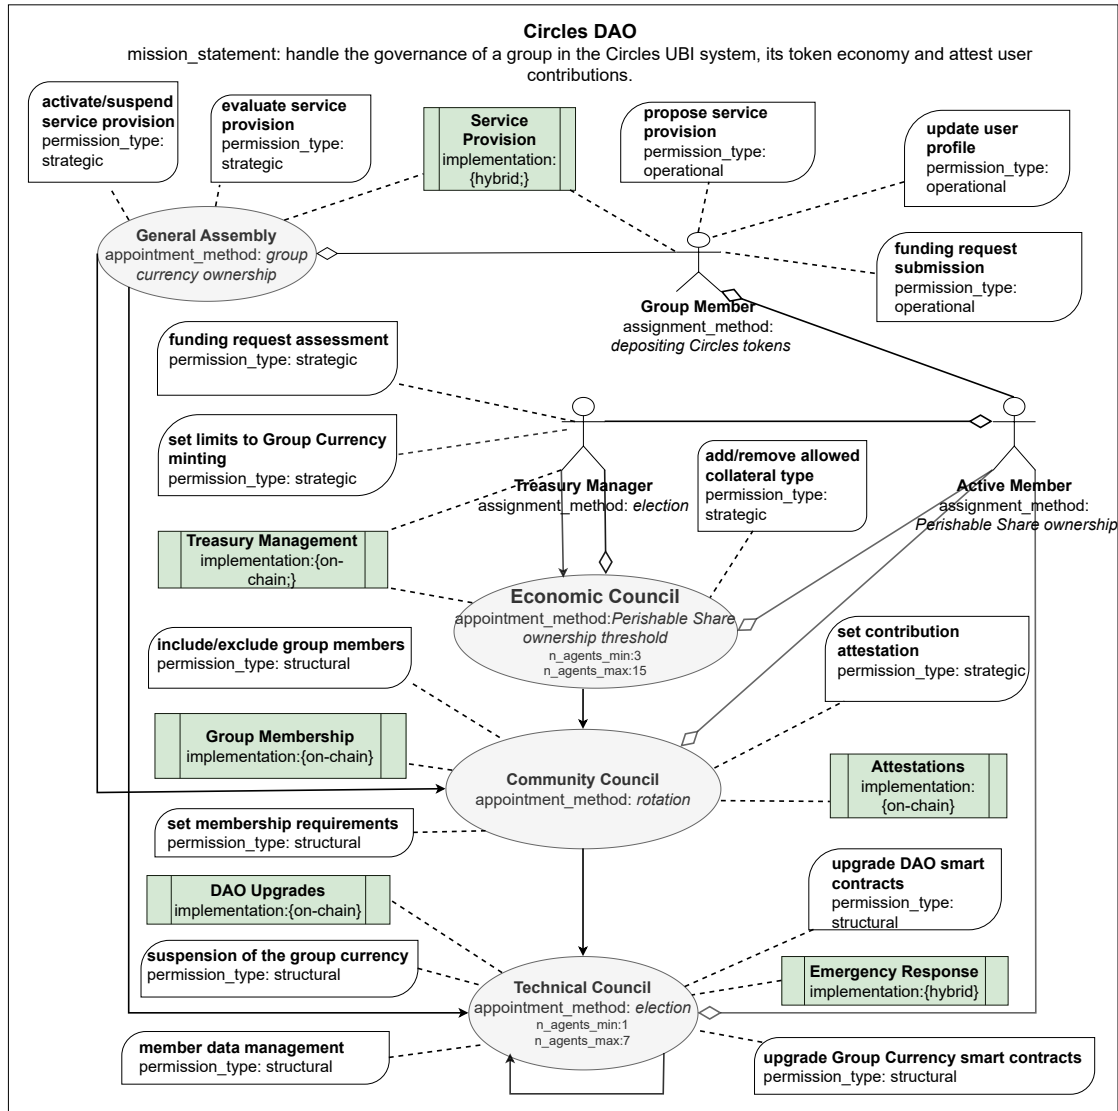 Circles DAO
mission_statement: handle the governance of a group in the Circles UBI system, its token economy and attest user
contributions.
activate/suspend
service provision
permission_type:
strategic
evaluate service
provision
permission_type:
strategic
Service
Provision
implementation:
{hybrid;}
propose service
provision
permission_type:
operational
update user
profile
permission_type:
operational
General Assembly
appointment_method: group
currency ownership
funding request
submission
permission_type:
operational
Group Member
assignment_method:
depositing Circles tokens
funding request assessment
permission_type: strategic
set limits to Group Currency
minting
permission_type: strategic
add/remove allowed
collateral type
permission_type:
strategic
Treasury Manager
assignment_method: election
Active Member
assignment_method:
Perishable Share ownership
Treasury Management
implementation:{on-
chain;}
Economic Council
appointment_method:Perishable Share
ownership threshold
n_agents_min:3
n_agents_max:15
include/exclude group members
permission_type: structural
set contribution
attestation
permission_type: strategic
Group Membership
implementation:{on-chain}
Community Council
appointment_method: rotation
Attestations
implementation:
{on-chain}
set membership requirements
permission_type: structural
DAO Upgrades
implementation:{on-chain}
upgrade DAO smart
contracts
permission_type:
structural
suspension of the group currency
permission_type: structural
Technical Council
appointment_method: election
n_agents_min:1
n_agents_max:7
Emergency Response
implementation:{hybrid}
member data management
permission_type: structural
upgrade Group Currency smart contracts
permission_type: structural